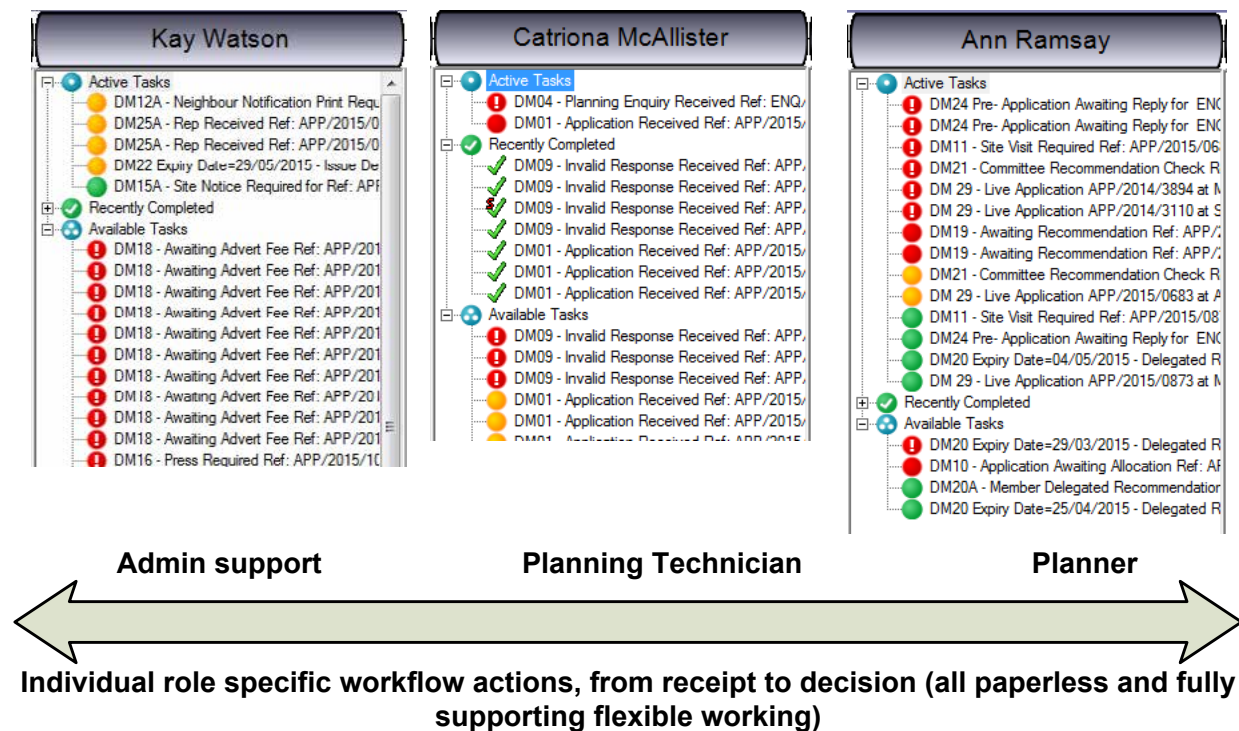 Kay Watson
Active Tasks
DM12A - Neighbour Notification Print Requ
DM25A - Rep Received Ref: APP/2015/0
DM25A - Rep Received Ref: APP/2015/0
DM22 Expiry Date=29/05/2015 - Issue De
DM15A - Site Notice Required for Ref: APF
Recently Completed
Available Tasks
DM18 - Awaiting Advert Fee Ref: APP/201
DM18 - Awaiting Advert Fee Ref: APP/201
DM18 - Awaiting Advert Fee Ref: APP/201
DM18 - Awaiting Advert Fee Ref: APP/201
DM18 - Awaiting Advert Fee Ref: APP/201
DM18 - Awaiting Advert Fee Ref: APP/201
DM18 - Awaiting Advert Fee Ref: APP/201
DM18 - Awaiting Advert Fee Ref: APP/201
DM18 - Awaiting Advert Fee Ref: APP/201
DM18 - Awaiting Advert Fee Ref: APP/201
DM16 - Press Required Ref: APP/2015/10
Catriona McAllister
Active Tasks
DM04 - Planning Enquiry Received Ref: ENQ/
DM01 - Application Received Ref: APP/2015/
Recently Completed
DM09 - Invalid Response Received Ref: APP/
DM09 - Invalid Response Received Ref: APP/
DM09 - Invalid Response Received Ref: APP/
DM09 - Invalid Response Received Ref: APP/
DM01 - Application Received Ref: APP/2015/
DM01 - Application Received Ref: APP/2015/
DM01 - Application Received Ref: APP/2015/
Available Tasks
DM09 - Invalid Response Received Ref: APP/
DM09 - Invalid Response Received Ref: APP/
DM09 - Invalid Response Received Ref: APP/
DM01 - Application Received Ref: APP/2015/
DM01 - Application Received Ref: APP/2015/
DM01 - Application Received Ref: APP/2015
Ann Ramsay
Active Tasks
DM24 Pre- Application Awaiting Reply for ENQ
DM24 Pre- Application Awaiting Reply for ENQ
DM11 - Site Visit Required Ref: APP/2015/06
DM21 - Committee Recommendation Check R
DM 29 - Live Application APP/2014/3894 at M
DM 29 - Live Application APP/2014/3110 at S
DM19 - Awaiting Recommendation Ref: APP/2
DM19 - Awaiting Recommendation Ref: APP/2
DM21 - Committee Recommendation Check R
DM 29 - Live Application APP/2015/0683 at A
DM11 - Site Visit Required Ref: APP/2015/08
DM24 Pre- Application Awaiting Reply for ENQ
DM20 Expiry Date=04/05/2015 - Delegated R
DM 29 - Live Application APP/2015/0873 at M
Recently Completed
Available Tasks
DM20 Expiry Date=29/03/2015 - Delegated R
DM10 - Application Awaiting Allocation Ref: AF
DM20A - Member Delegated Recommendation
DM20 Expiry Date=25/04/2015 - Delegated R
Admin support
Planning Technician
Planner
Individual role specific workflow actions, from receipt to decision (all paperless and fully
supporting flexible working)